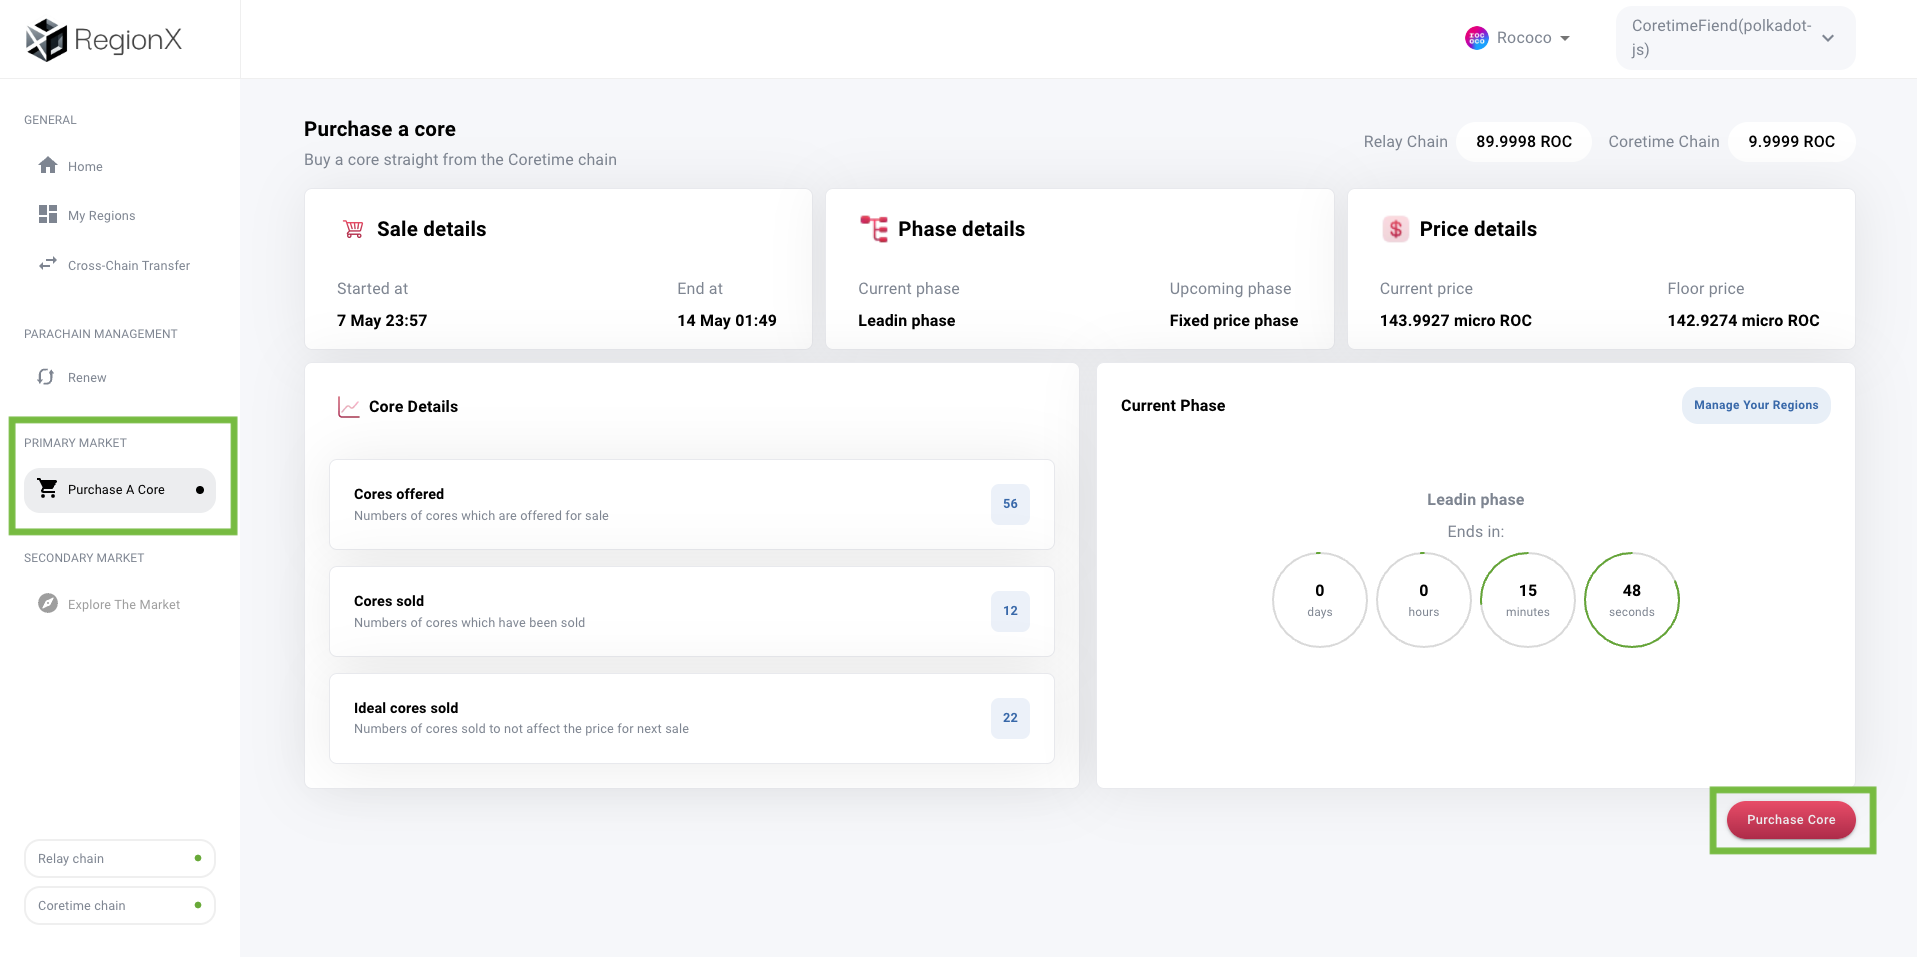 RegionX
Rococo
CoretimeFiend(polkadot-
js)
GENERAL
Home
My Regions
Cross-Chain Transfer
PARACHAIN MANAGEMENT
Renew
PRIMARY MARKET
Purchase A Core
SECONDARY MARKET
Explore The Market
Relay chain
Coretime chain
Purchase a core
Buy a core straight from the Coretime chain
Relay Chain 89.9998 ROC Coretime Chain 9.9999 ROC
Sale details
Started at End at
7 May 23:57 14 May 01:49
Phase details
Current phase Upcoming phase
Leadin phase Fixed price phase
$ Price details
Current price Floor price
143.9927 micro ROC 142.9274 micro ROC
Core Details
Cores offered
Numbers of cores which are offered for sale
56
Cores sold
Numbers of cores which have been sold
12
Ideal cores sold
Numbers of cores sold to not affect the price for next sale
22
Current Phase
Manage Your Regions
Leadin phase
Ends in:
0 0 15 48
days hours minutes seconds
Purchase Core